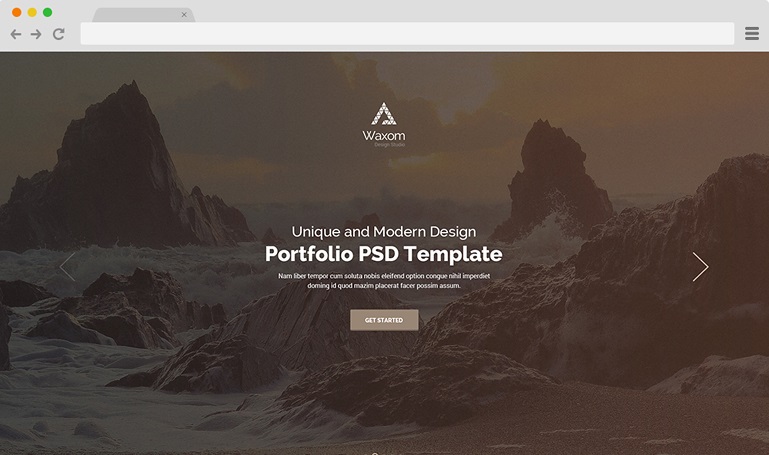 Waxom
Design Studio
Unique and Modern Design
Portfolio PSD Template
Nam liber tempor cum soluta nobis eleifend option congue nihil imperdiet
doming id quod mazim placerat facer possim assum.
GET STARTED